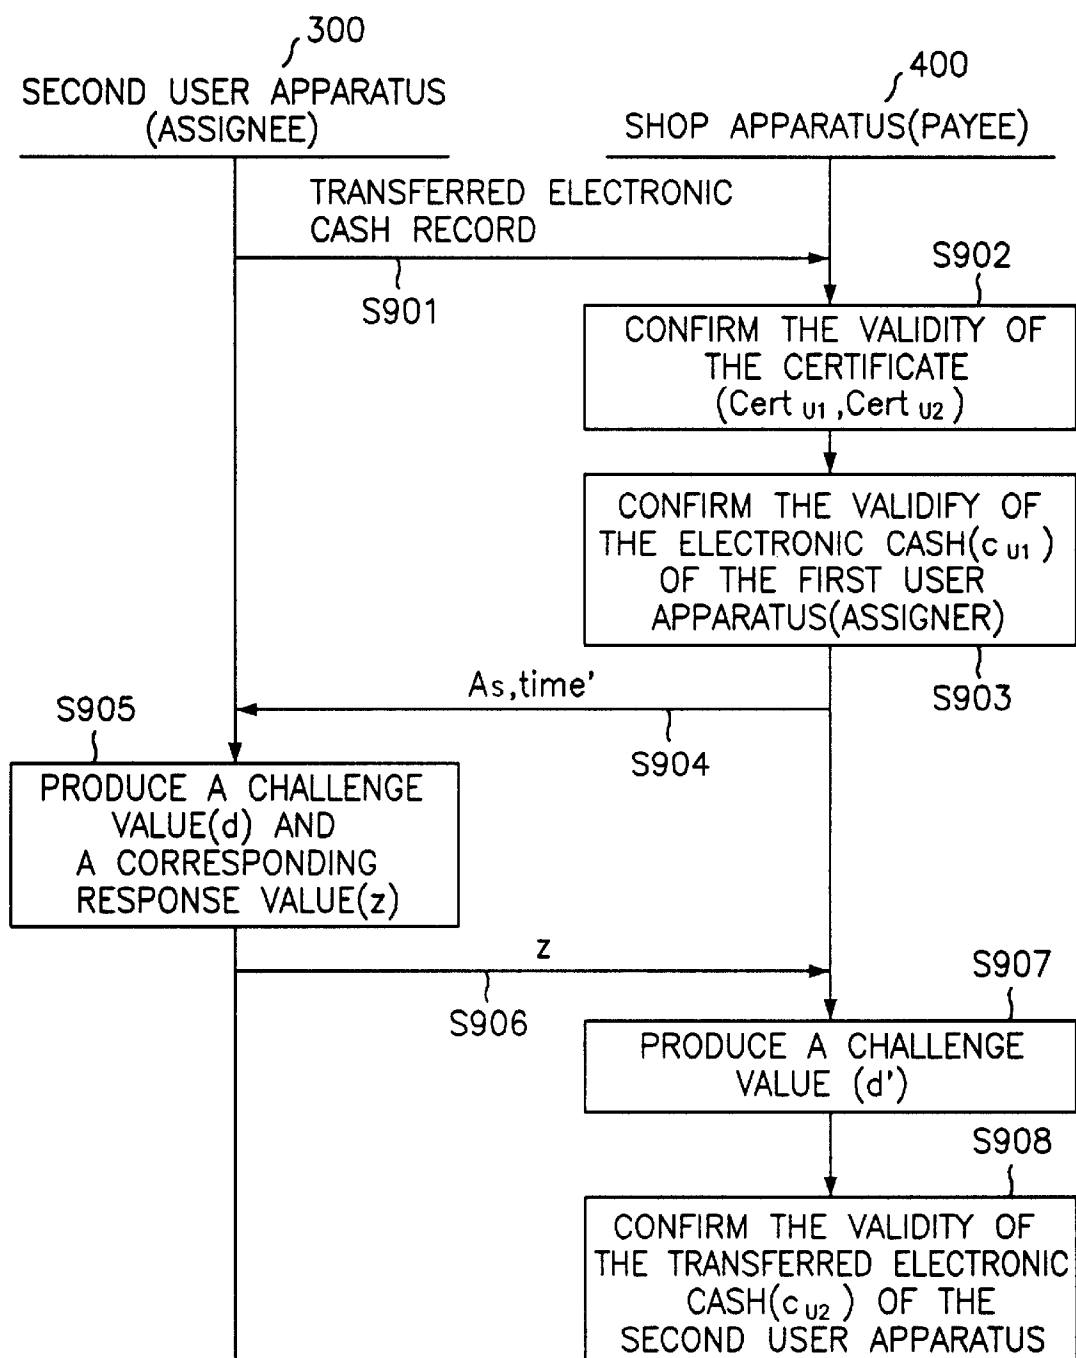 300
SECOND USER APPARATUS
(ASSIGNEE)
400
SHOP APPARATUS(PAYEE)
TRANSFERRED ELECTRONIC
CASH RECORD
S901
S902
CONFIRM THE VALIDITY OF
THE CERTIFICATE
(Cert U1,Cert U2)
CONFIRM THE VALIDIFY OF
THE ELECTRONIC CASH(c U1)
OF THE FIRST USER
APPARATUS(ASSIGNER)
S903
As,time'
S904
S905
PRODUCE A CHALLENGE
VALUE(d) AND
A CORRESPONDING
RESPONSE VALUE(z)
z
S906
S907
PRODUCE A CHALLENGE
VALUE (d')
S908
CONFIRM THE VALIDITY OF
THE TRANSFERRED ELECTRONIC
CASH(c U2) OF THE
SECOND USER APPARATUS